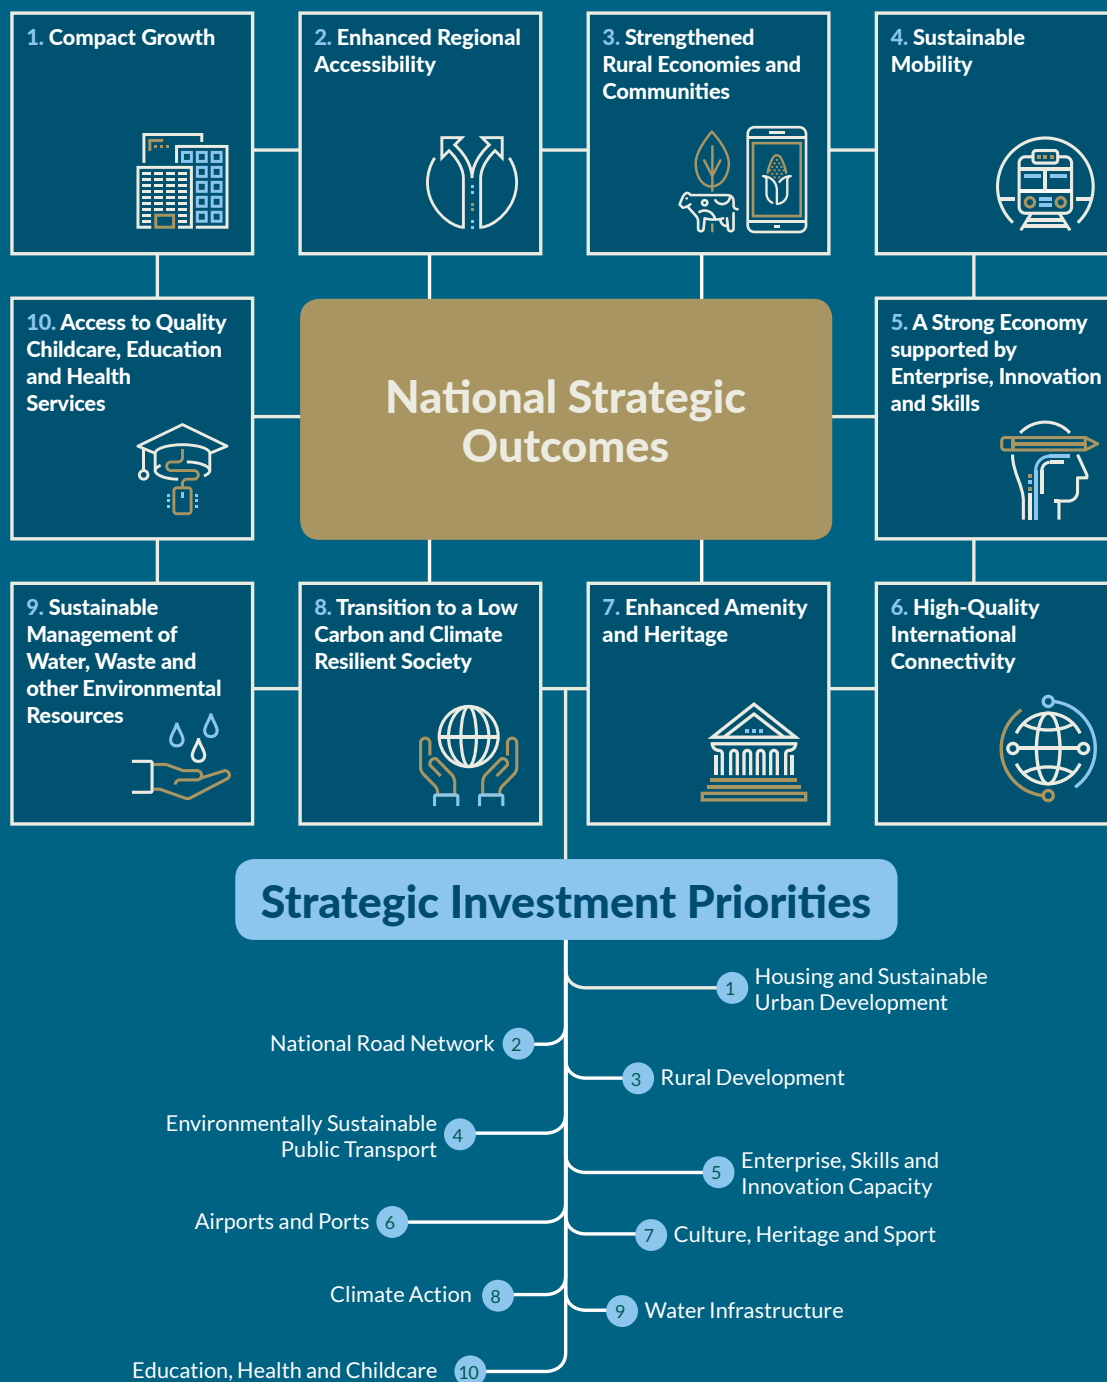 1. Compact Growth
2. Enhanced Regional
Accessibility
3. Strengthened
Rural Economies and
Communities
4. Sustainable
Mobility
10. Access to Quality
Childcare, Education
and Health
Services
National Strategic
Outcomes
5. A Strong Economy
supported by
Enterprise, Innovation
and Skills
9. Sustainable
Management of
Water, Waste and
other Environmental
Resources
8. Transition to a Low
Carbon and Climate
Resilient Society
7. Enhanced Amenity
and Heritage
6. High-Quality
International
Connectivity
Strategic Investment Priorities
1 Housing and Sustainable
Urban Development
National Road Network 2
3 Rural Development
Environmentally Sustainable
Public Transport 4
5 Enterprise, Skills and
Innovation Capacity
Airports and Ports 6
7 Culture, Heritage and Sport
Climate Action 8
9 Water Infrastructure
Education, Health and Childcare 10